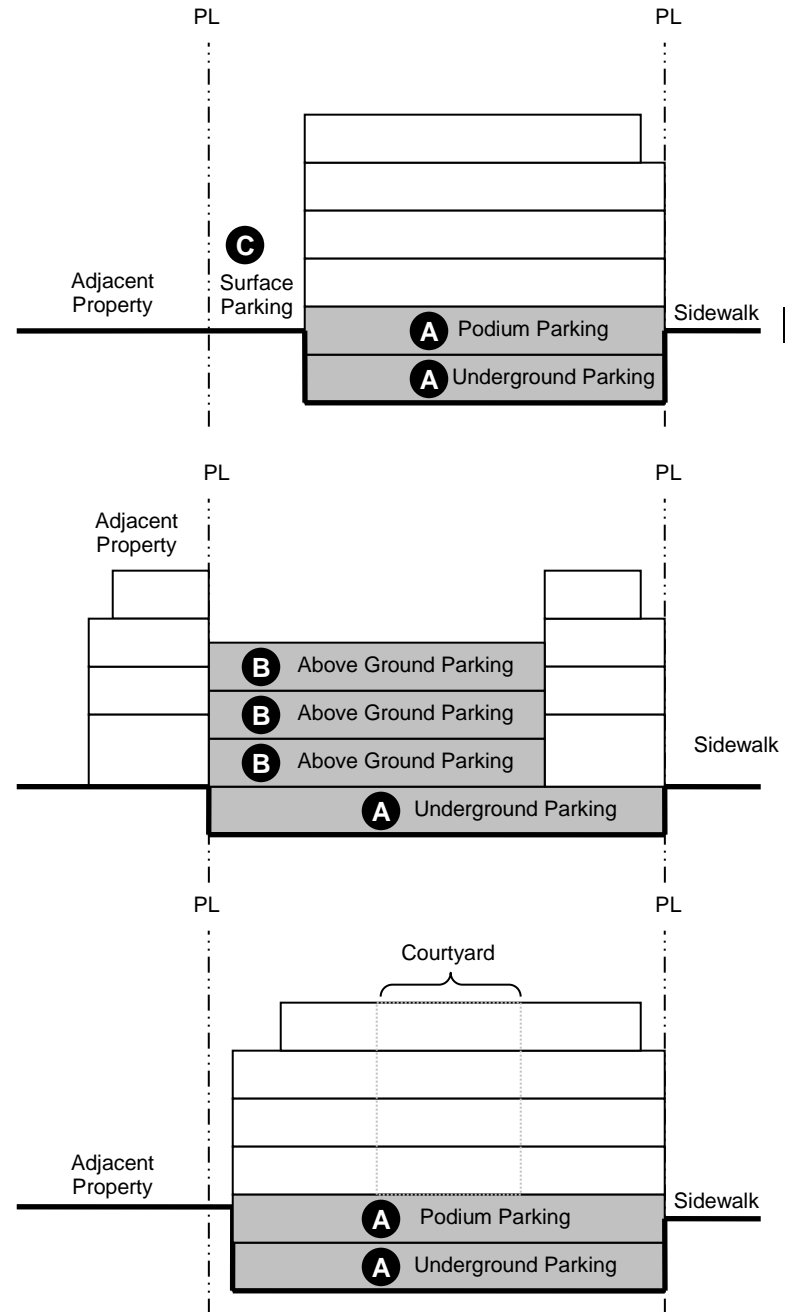 PL PL
C
Surface
Parking
Adjacent
Property
Sidewalk
A Podium Parking
A Underground Parking
PL PL
Adjacent
Property
B Above Ground Parking
B Above Ground Parking
B Above Ground Parking
Sidewalk
A Underground Parking
PL PL
Courtyard
Adjacent
Property
Sidewalk
A Podium Parking
A Underground Parking